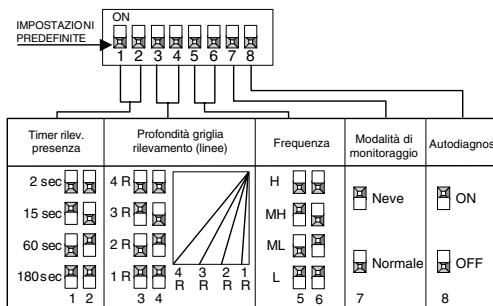 ON
IMPOSTAZIONI
PREDEFINITE
1 2 3 4 5 6 7 8
Timer rilev.
presenza
Profondità griglia
rilevamento (linee)
Frequenza
Modalità di
monitoraggio
Autodiagnos
2 sec
4 R
H
Neve
ON
15 sec
3 R
MH
60 sec
2 R
ML
Normale
OFF
180sec
1 R
L
4 3 2 1
R R R R
1 2
3 4
5 6
7
8